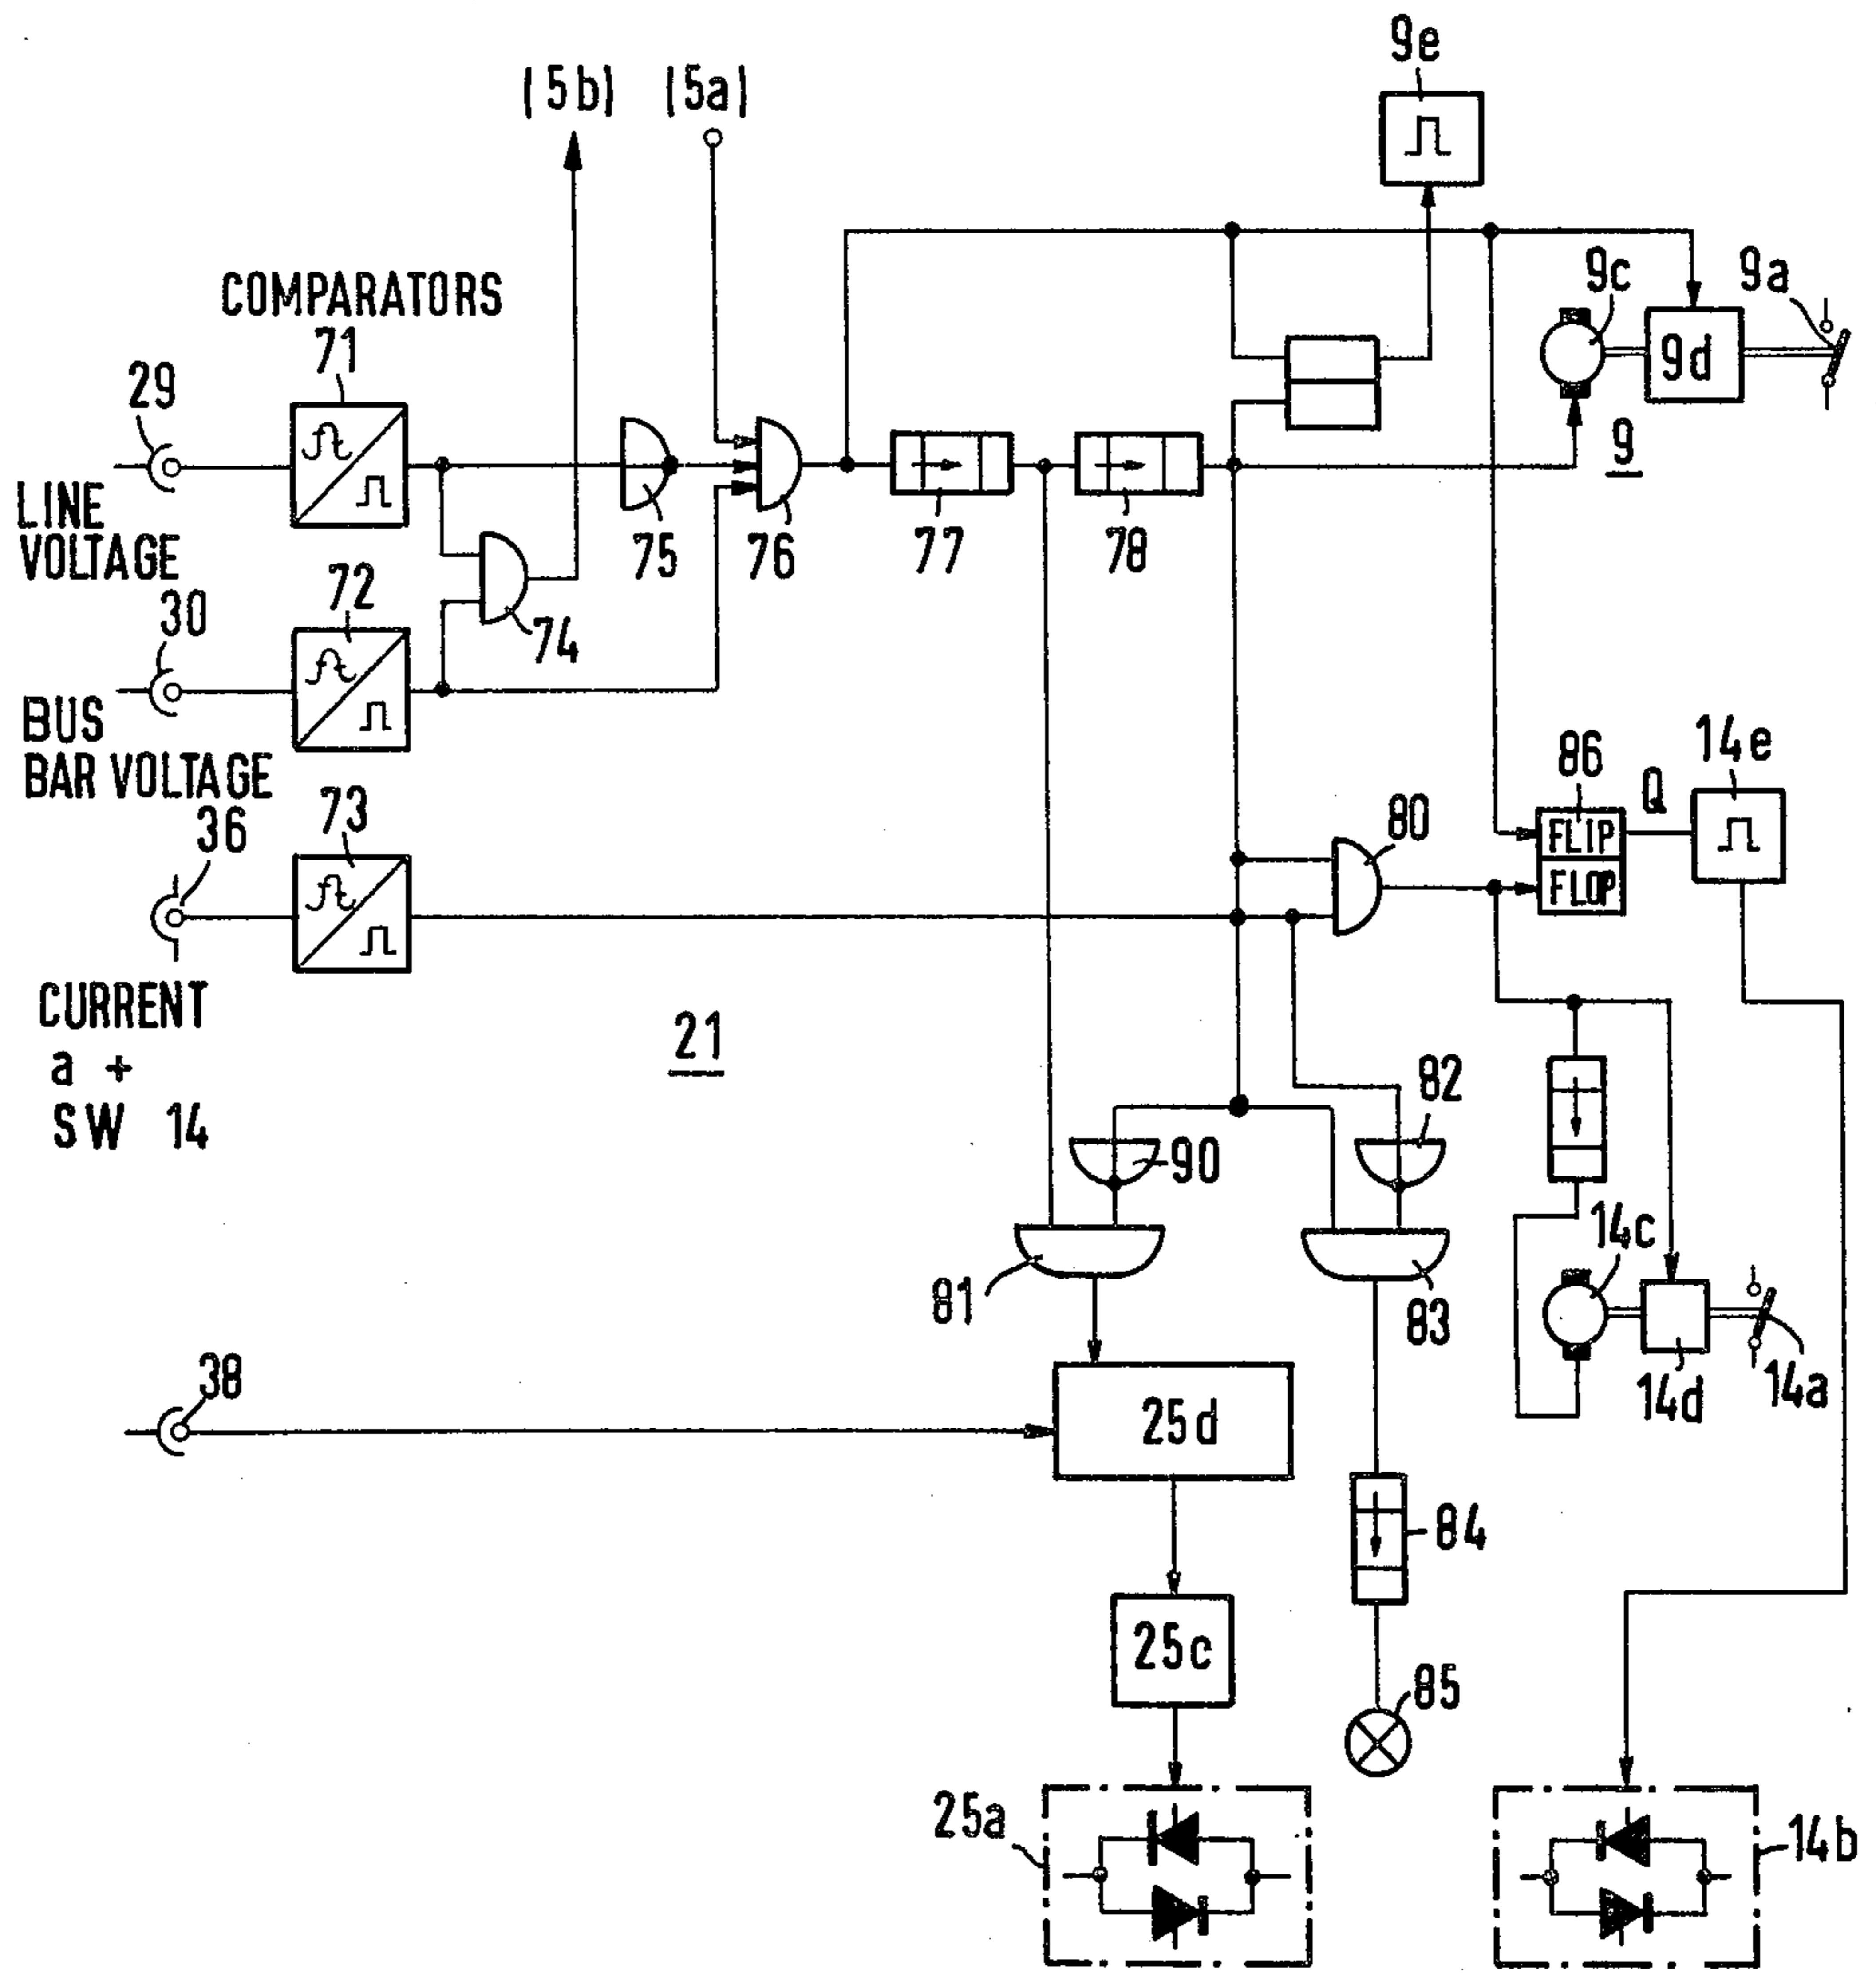 9e
(5b) (5a)
COMPARATORS
71
9c
9a
9d
29
9
LINE
VOLTAGE
75
76
77
78
72
30
74
BUS
BAR VOLTAGE
73
36
80
86
Q
14e
FLIP
FLOP
CURRENT
a +
SW 14
21
82
90
81
83
14c
14d
14a
38
25d
84
25c
85
25a
14b